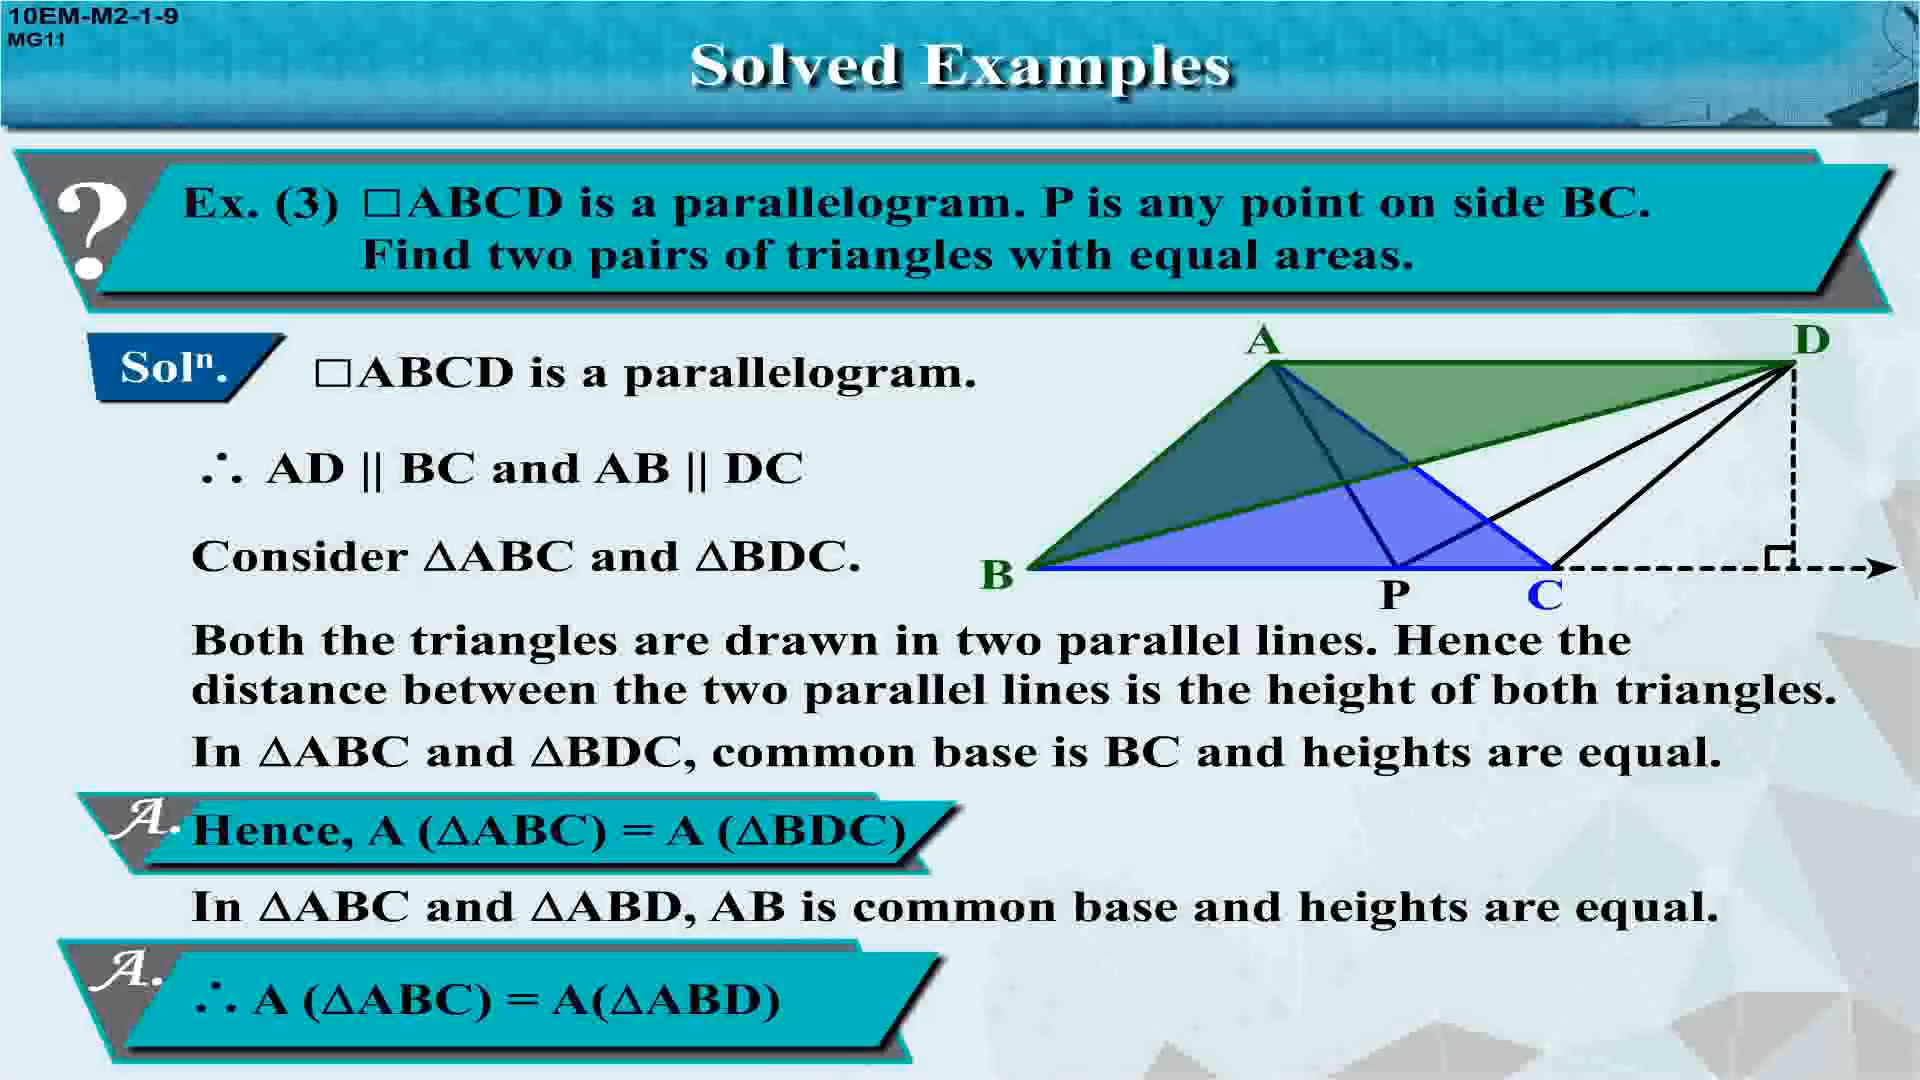 10EM-M2-1-9
MG11
Solved Examples
?
Ex. (3) □ABCD is a parallelogram. P is any point on side BC.
Find two pairs of triangles with equal areas.
Solⁿ.
□ABCD is a parallelogram.
∴ AD || BC and AB || DC
Consider ΔABC and ΔBDC.
A
D
B
P
C
Both the triangles are drawn in two parallel lines. Hence the
distance between the two parallel lines is the height of both triangles.
In ΔABC and ΔBDC, common base is BC and heights are equal.
A. Hence, A (ΔABC) = A (ΔBDC)
In ΔABC and ΔABD, AB is common base and heights are equal.
A. ∴ A (ΔABC) = A(ΔABD)